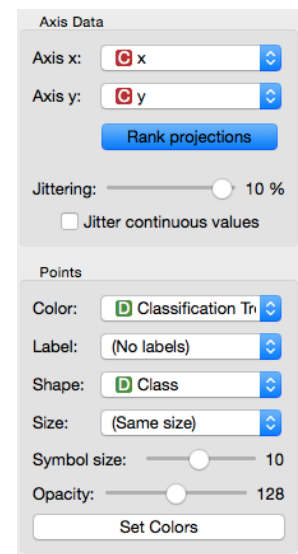 Axis Data
Axis x: C x
Axis y: C y
Rank projections
Jittering: 10 %
Jitter continuous values
Points
Color: D Classification Tre
Label: (No labels)
Shape: D Class
Size: (Same size)
Symbol size: 10
Opacity: 128
Set Colors